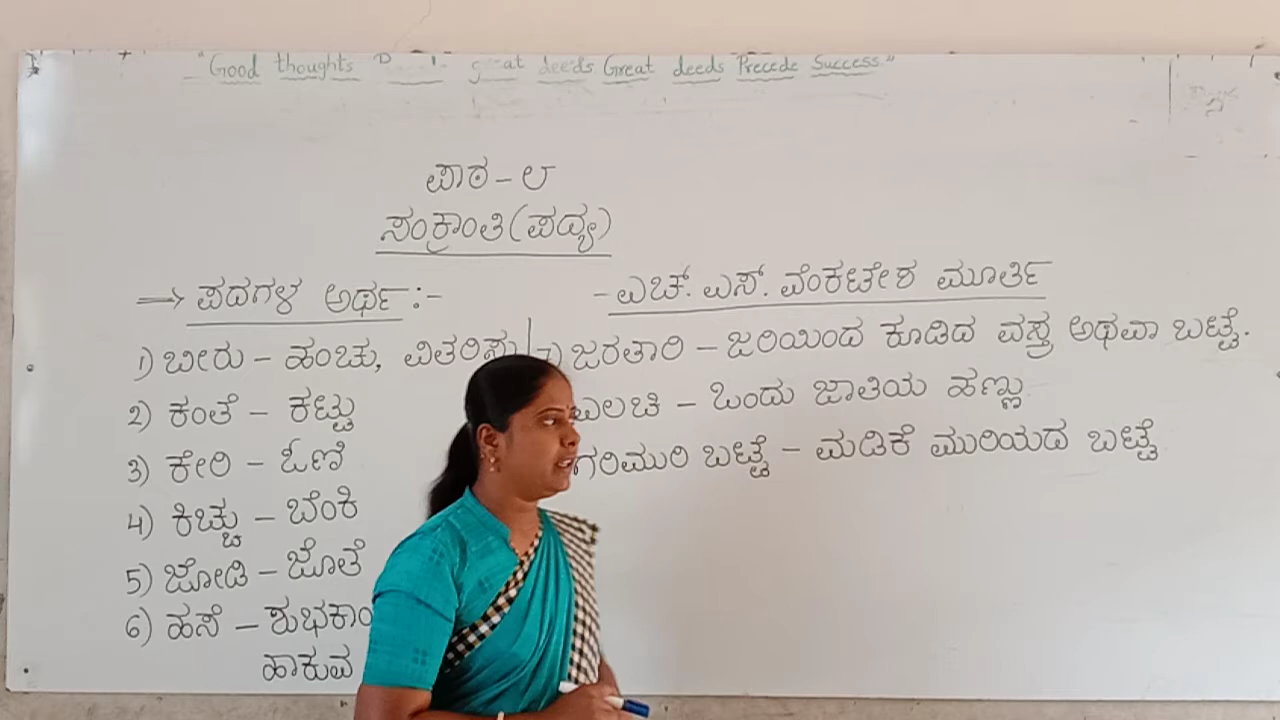 "Good thoughts great deeds Great deeds Precede Success"
ಪಾಠ - ೮
ಸಂಕ್ರಾಂತಿ (ಪದ್ಯ)
→ ಪದಗಳ ಅರ್ಥ :-
- ಎಚ್. ಎಸ್. ವೆಂಕಟೇಶ ಮೂರ್ತಿ
1) ಬೀರು - ಹಂಚು, ವಿತರಿಸು
2) ಕಂತೆ - ಕಟ್ಟು
3) ಕೇರಿ - ಓಣಿ
4) ಕಿಚ್ಚು - ಬೆಂಕಿ
5) ಜೋಡಿ - ಜೊತೆ
6) ಹಸೆ - ಶುಭಕಾ
ಹಾಕುವ
7) ಜರತಾರಿ - ಜರಿಯಿಂದ ಕೂಡಿದ ವಸ್ತ್ರ ಅಥವಾ ಬಟ್ಟೆ.
ಎಲಚಿ - ಒಂದು ಜಾತಿಯ ಹಣ್ಣು
ಗರಿಮುರಿ ಬಟ್ಟೆ - ಮಡಿಕೆ ಮುರಿಯದ ಬಟ್ಟೆ